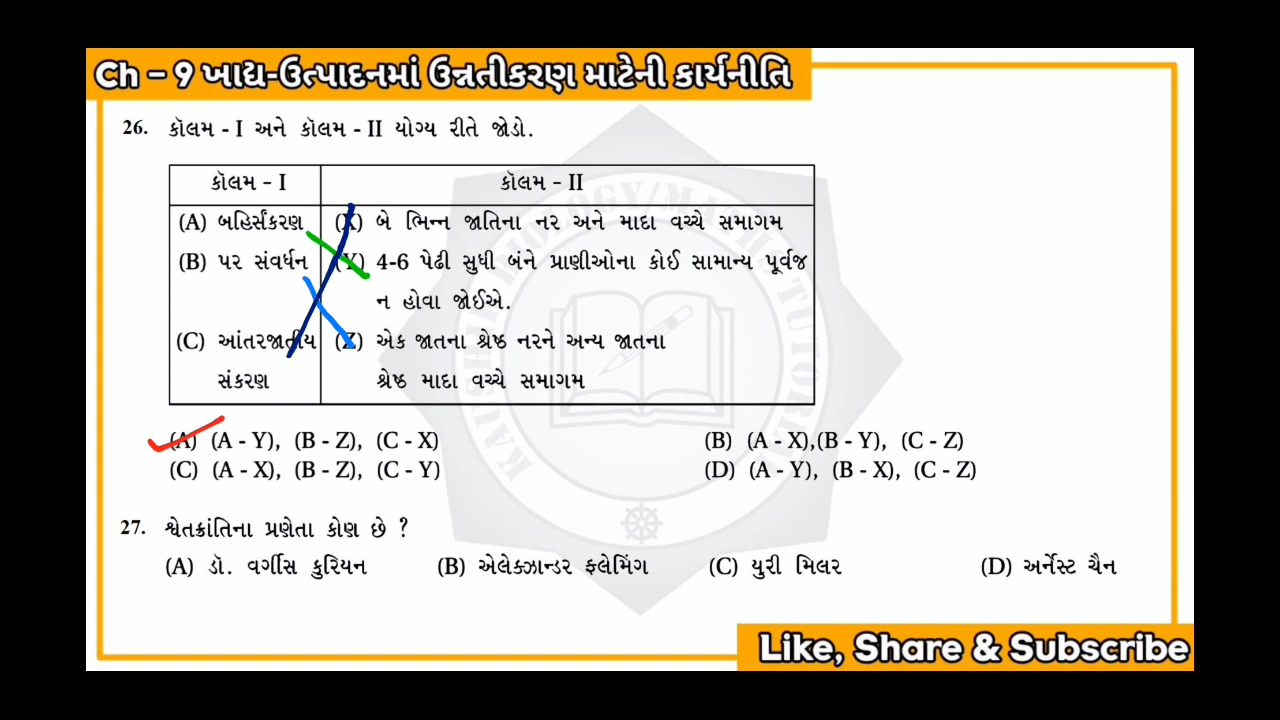 Ch – 9 ખાદ્ય-ઉત્પાદનમાં ઉન્નતીકરણ માટેની કાર્યનીતિ
26. કૉલમ - I અને કૉલમ - II યોગ્ય રીતે જોડો.
કૉલમ - I કૉલમ - II
(A) બહિર્સંકરણ (X) બે ભિન્ન જાતિના નર અને માદા વચ્ચે સમાગમ
(B) પર સંવર્ધન (Y) 4-6 પેઢી સુધી બંને પ્રાણીઓના કોઈ સામાન્ય પૂર્વજ
ન હોવા જોઈએ.
(C) આંતરજાતીય (Z) એક જાતના શ્રેષ્ઠ નરને અન્ય જાતના
સંકરણ શ્રેષ્ઠ માદા વચ્ચે સમાગમ
(A) (A - Y), (B - Z), (C - X) (B) (A - X),(B - Y), (C - Z)
(C) (A - X), (B - Z), (C - Y) (D) (A - Y), (B - X), (C - Z)
27. શ્વેતક્રાંતિના પ્રણેતા કોણ છે ?
(A) ડૉ. વર્ગીસ કુરિયન (B) એલેક્ઝાન્ડર ફ્લેમિંગ (C) યુરી મિલર (D) અર્નેસ્ટ ચૈન
Like, Share & Subscribe